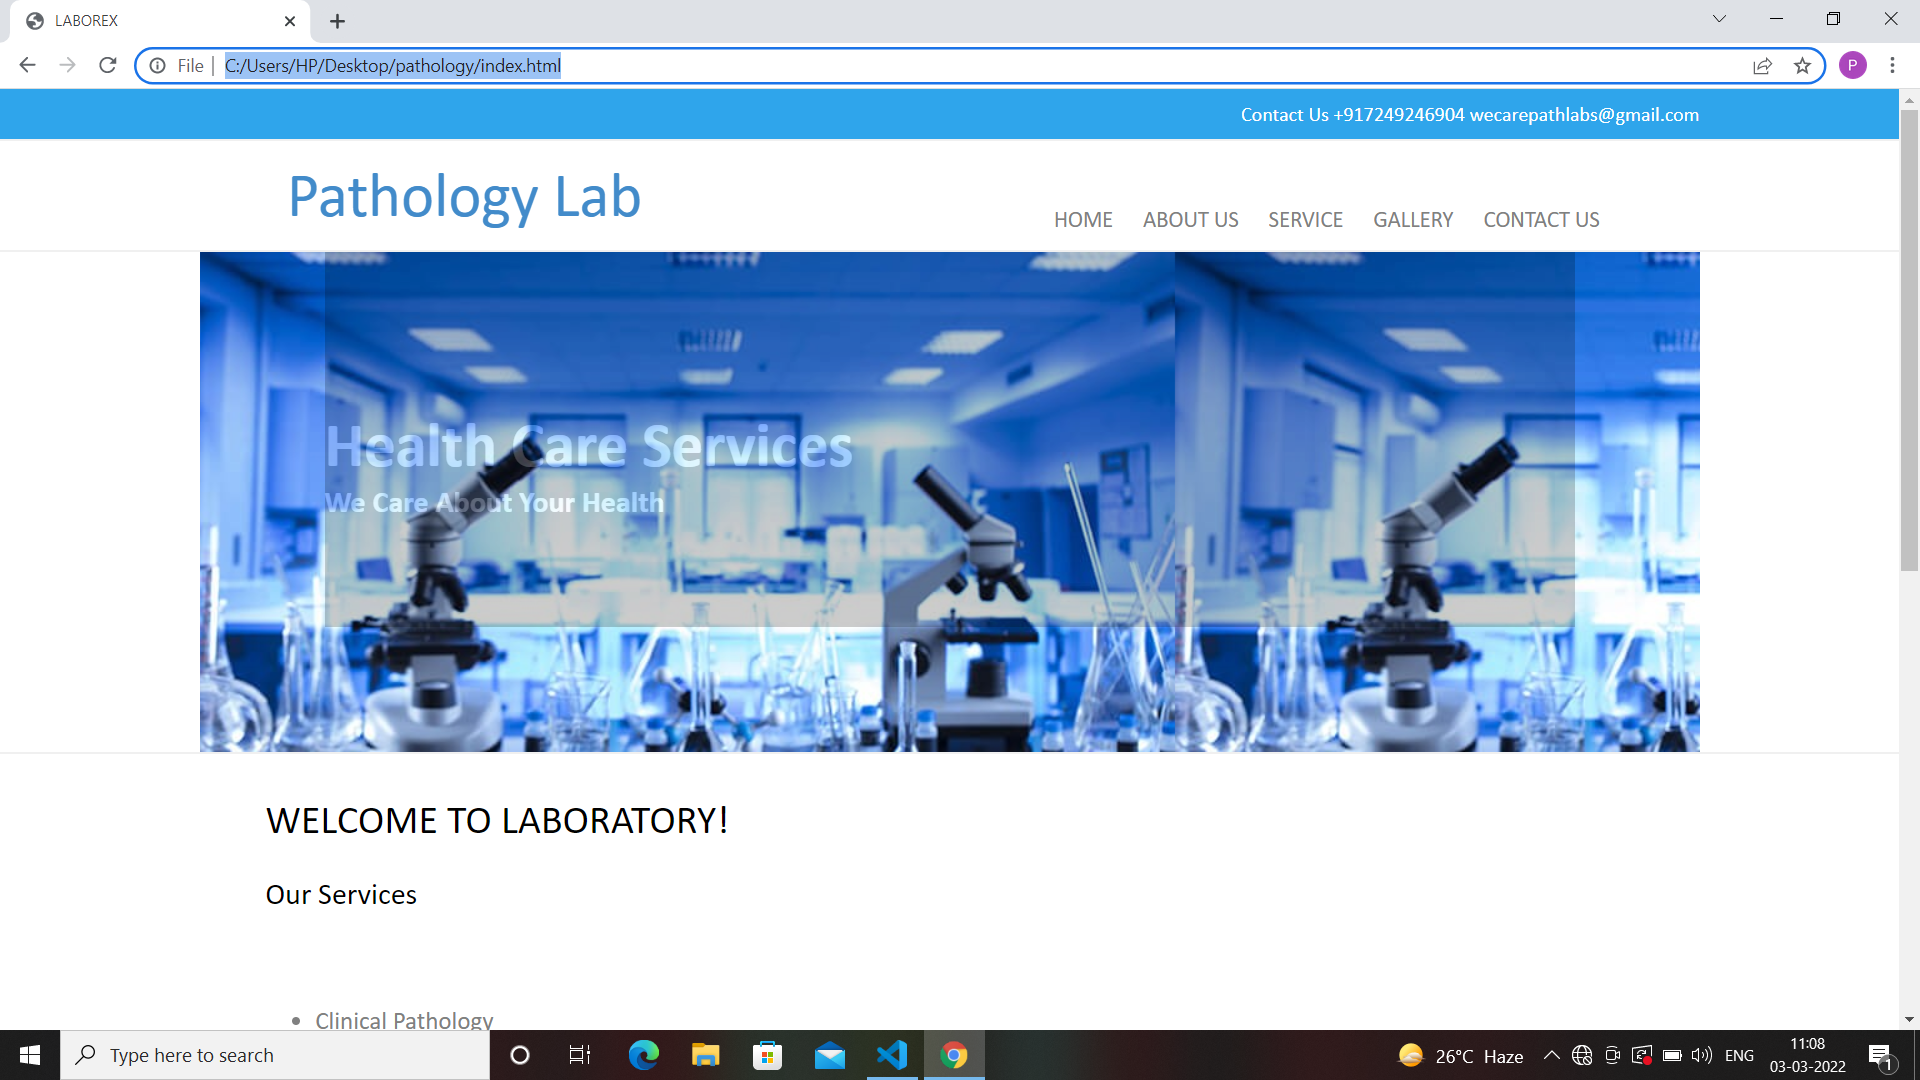 LABOREX
File C:/Users/HP/Desktop/pathology/index.html
P
Contact Us +917249246904 wecarepathlabs@gmail.com
Pathology Lab
HOME ABOUT US SERVICE GALLERY CONTACT US
Health Care Services
We Care About Your Health
WELCOME TO LABORATORY!
Our Services
Clinical Pathology
Type here to search
26°C Haze
ENG
11:08
03-03-2022
1